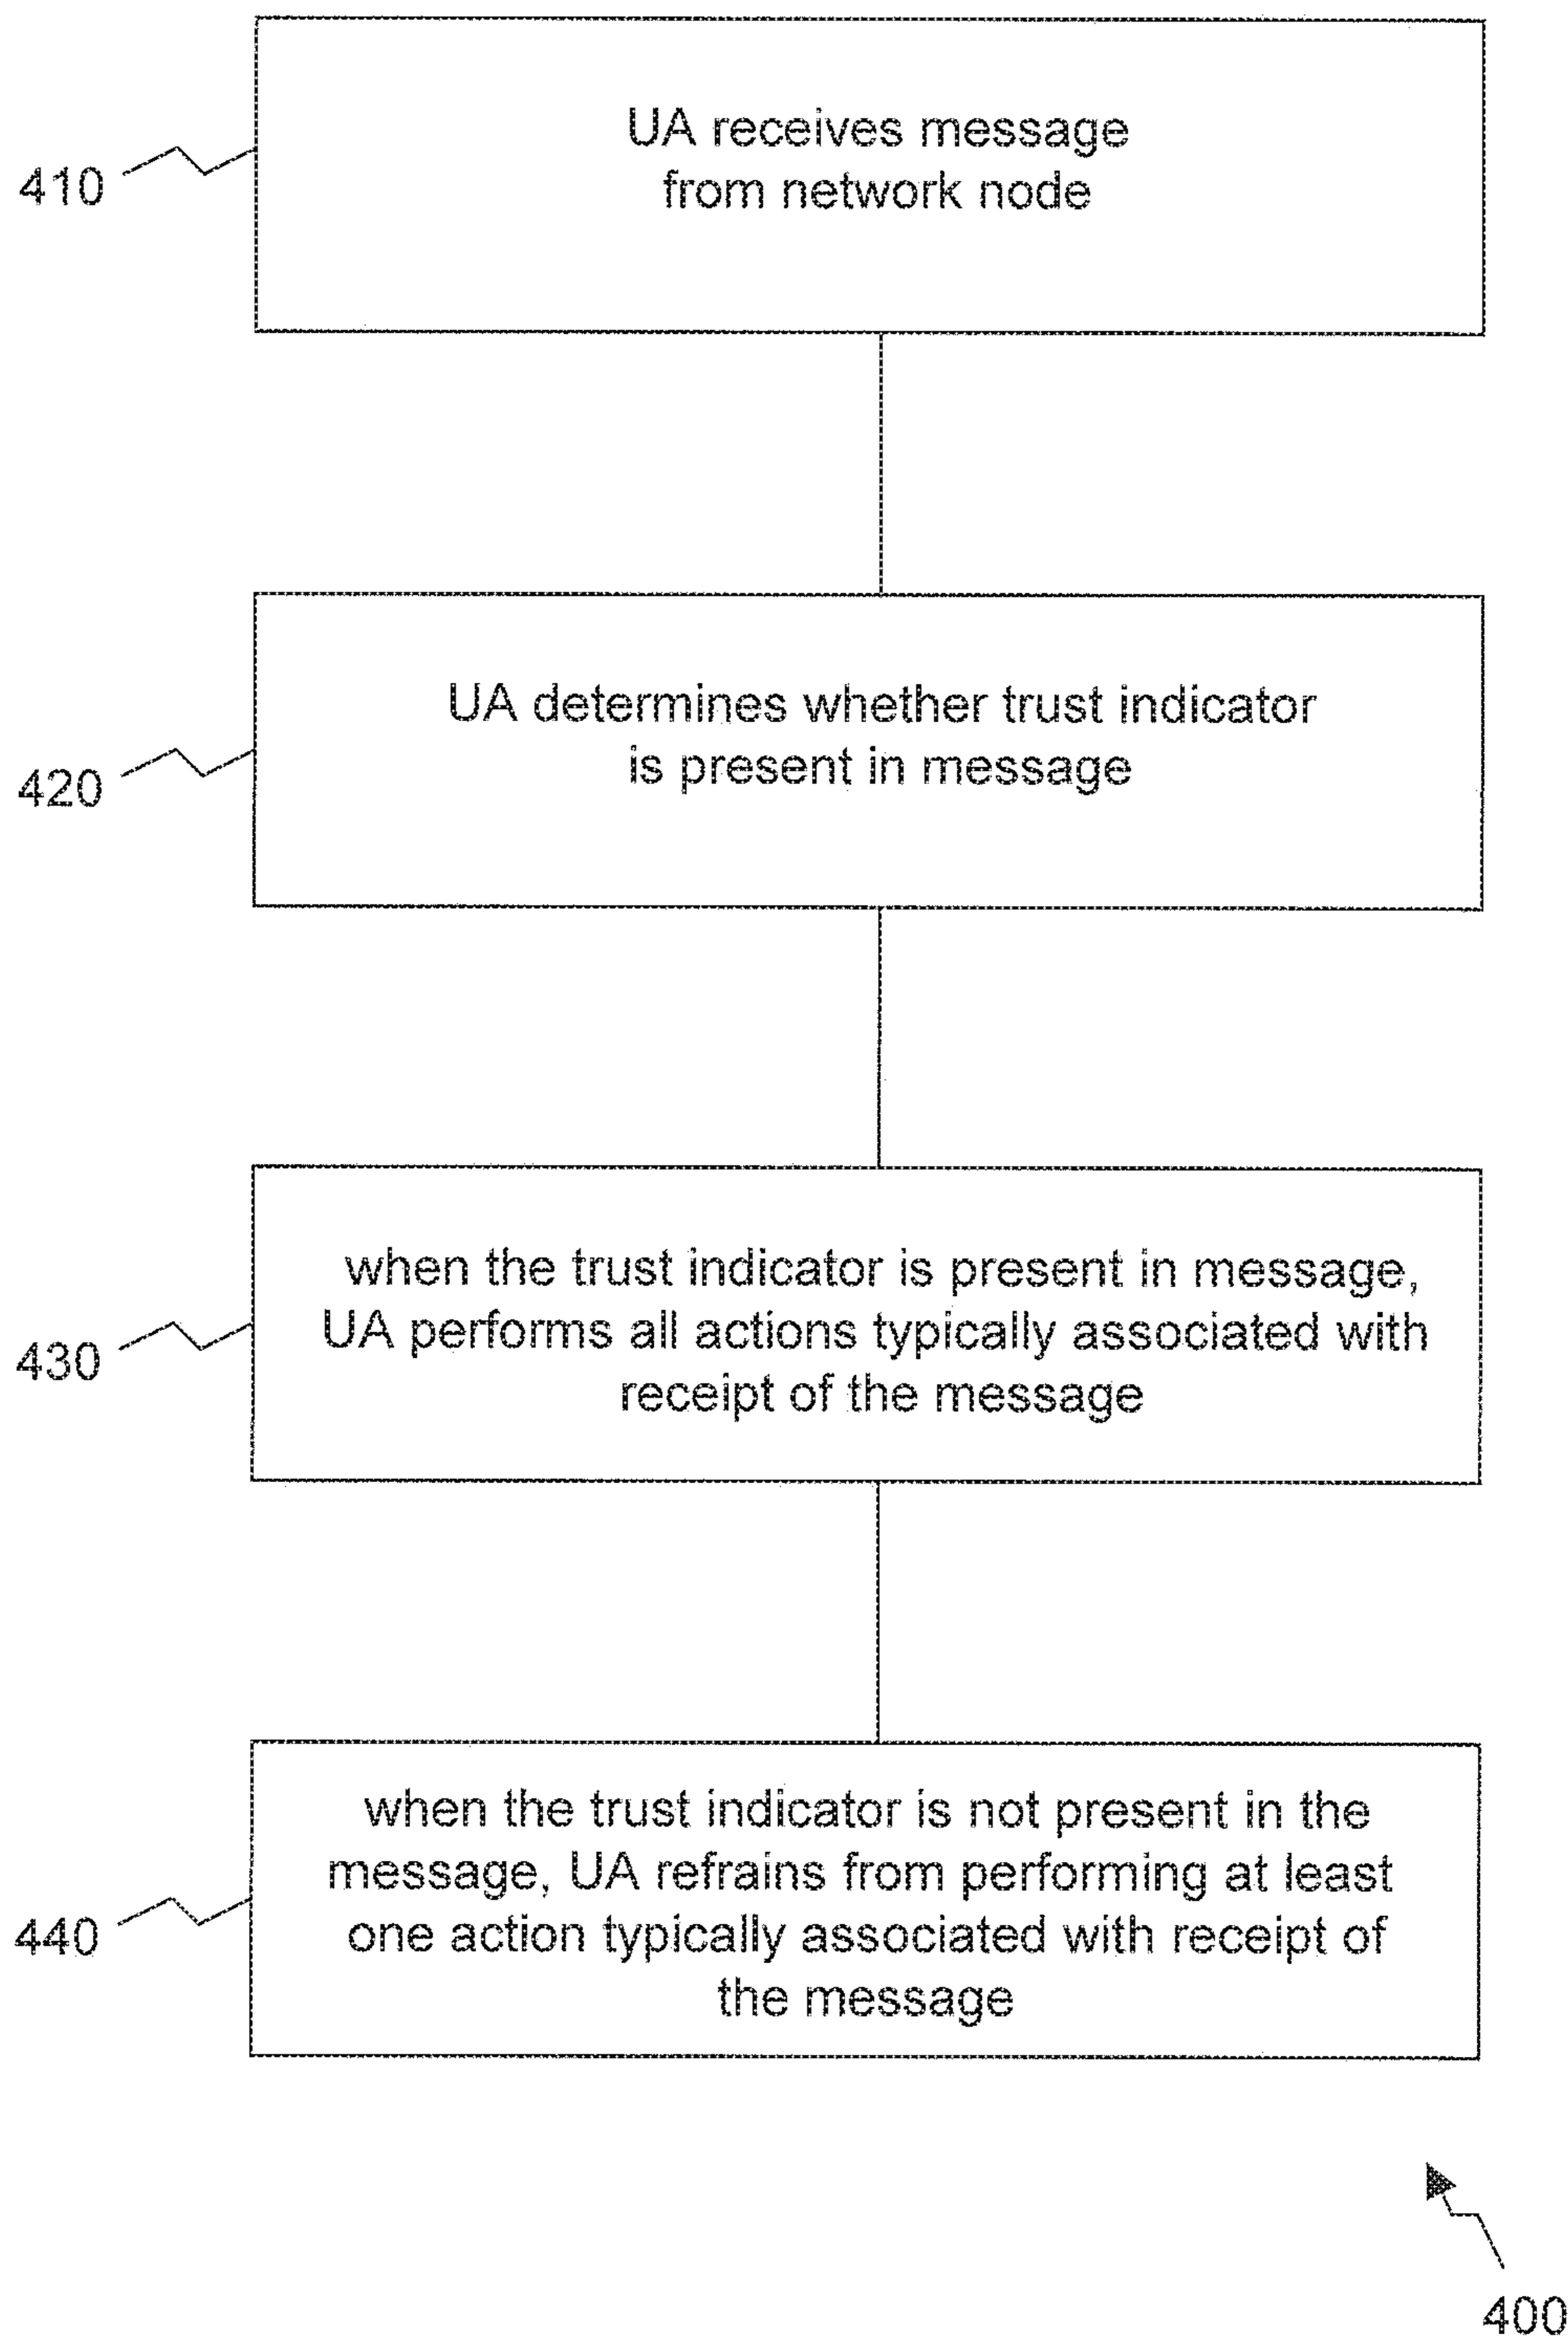 UA receives message
from network node
410
UA determines whether trust indicator
is present in message
420
when the trust indicator is present in message,
UA performs all actions typically associated with
receipt of the message
430
when the trust indicator is not present in the
message, UA refrains from performing at least
one action typically associated with receipt of
the message
440
400